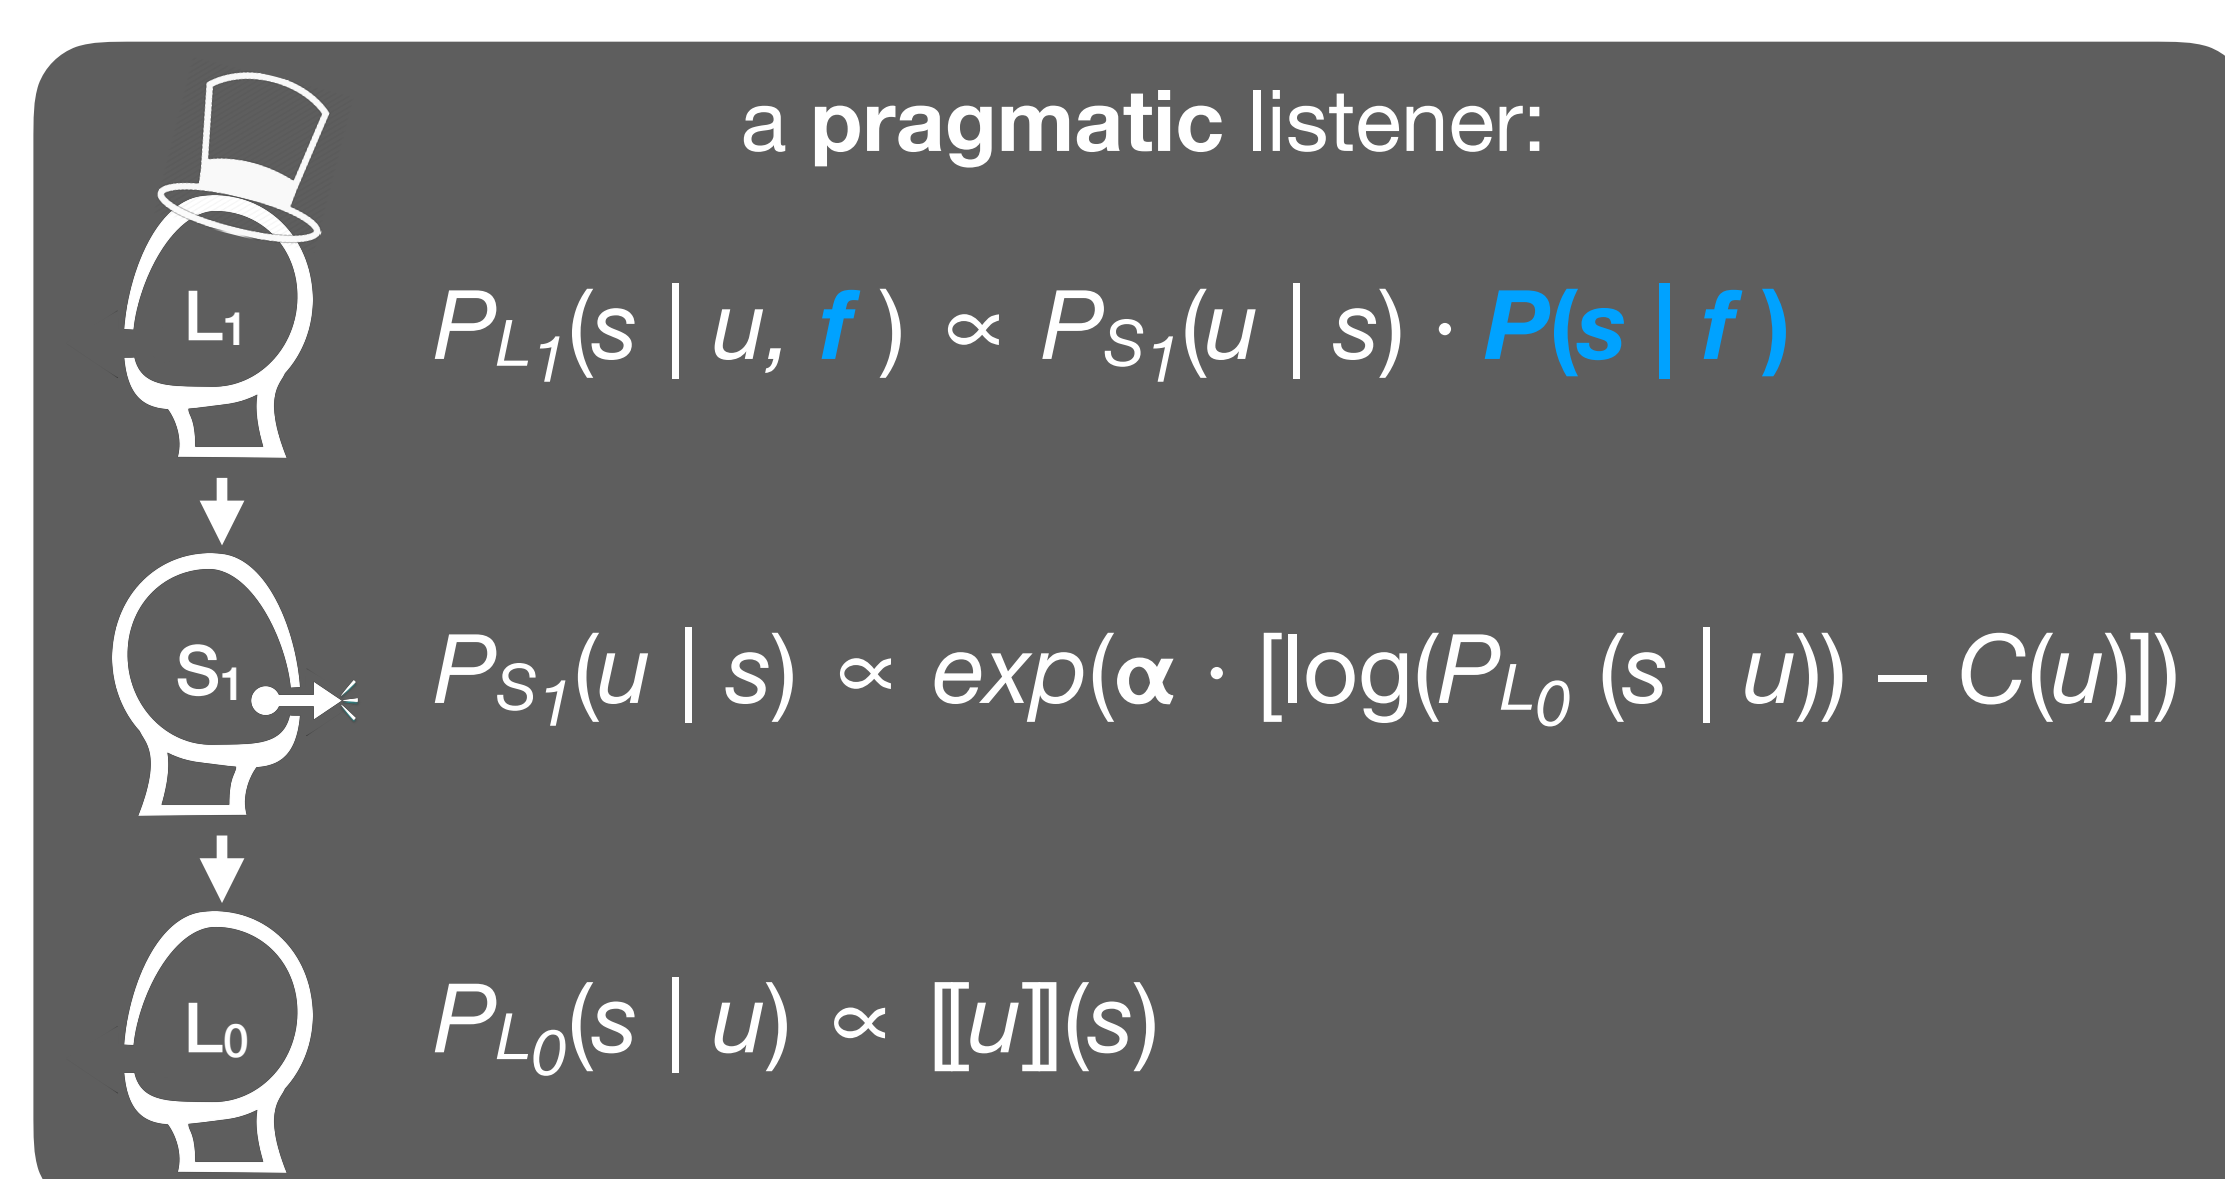 a pragmatic listener:
L₁
P_L₁(s | u, f ) ∝ P_S₁(u | s) · P(s | f )
S₁
P_S₁(u | s) ∝ exp(α · [log(P_L₀ (s | u)) – C(u)])
L₀
P_L₀(s | u) ∝ ⟦u⟧(s)